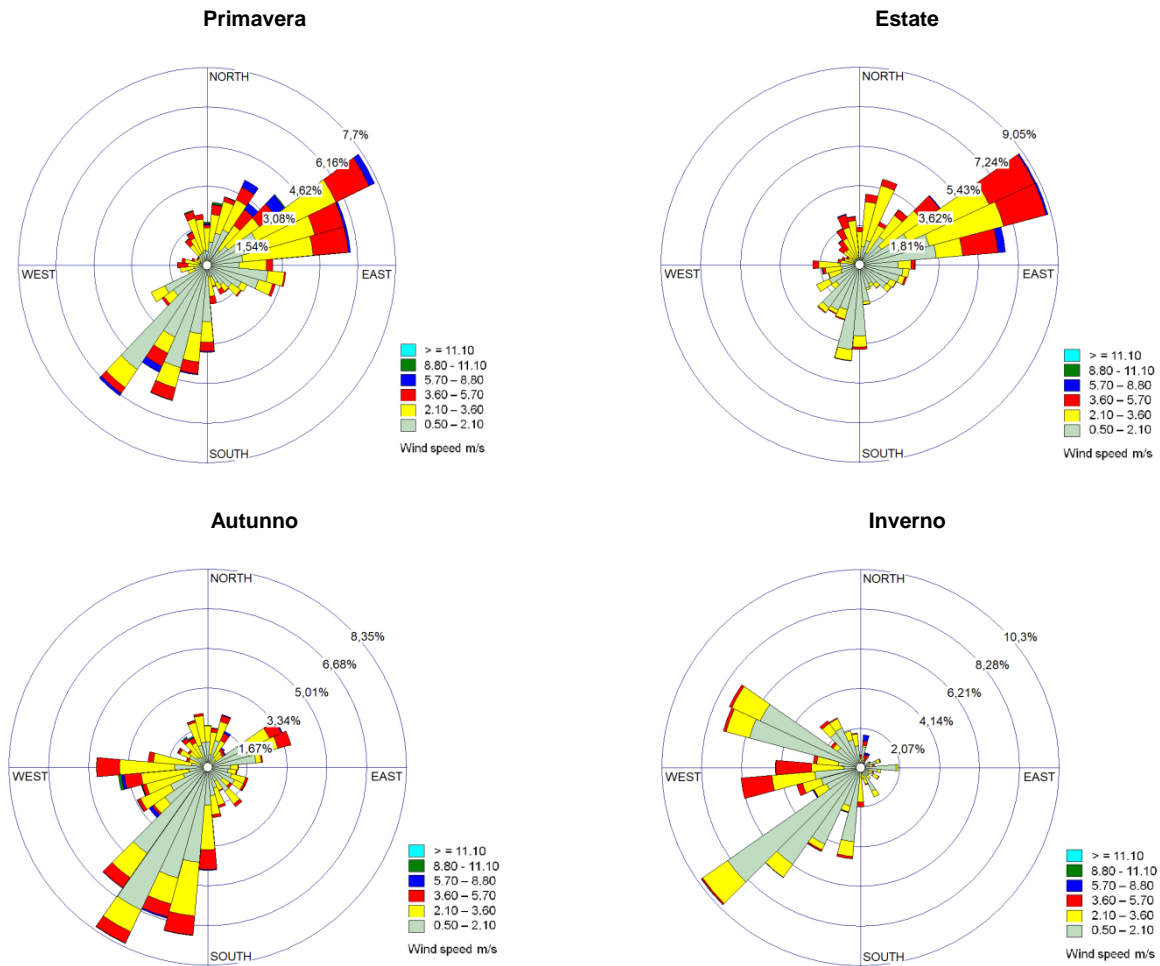 Primavera
NORTH
7,7%
6,16%
4,62%
3,08%
1,54%
WEST
EAST
SOUTH
> = 11.10
8.80 - 11.10
5.70 – 8.80
3.60 – 5.70
2.10 – 3.60
0.50 – 2.10
Wind speed m/s
Estate
NORTH
9,05%
7,24%
5,43%
3,62%
1,81%
WEST
EAST
SOUTH
> = 11.10
8.80 - 11.10
5.70 – 8.80
3.60 – 5.70
2.10 – 3.60
0.50 – 2.10
Wind speed m/s
Autunno
NORTH
8,35%
6,68%
5,01%
3,34%
1,67%
WEST
EAST
SOUTH
> = 11.10
8.80 - 11.10
5.70 – 8.80
3.60 – 5.70
2.10 – 3.60
0.50 – 2.10
Wind speed m/s
Inverno
NORTH
10,3%
8,28%
6,21%
4,14%
2,07%
WEST
EAST
SOUTH
> = 11.10
8.80 - 11.10
5.70 – 8.80
3.60 – 5.70
2.10 – 3.60
0.50 – 2.10
Wind speed m/s